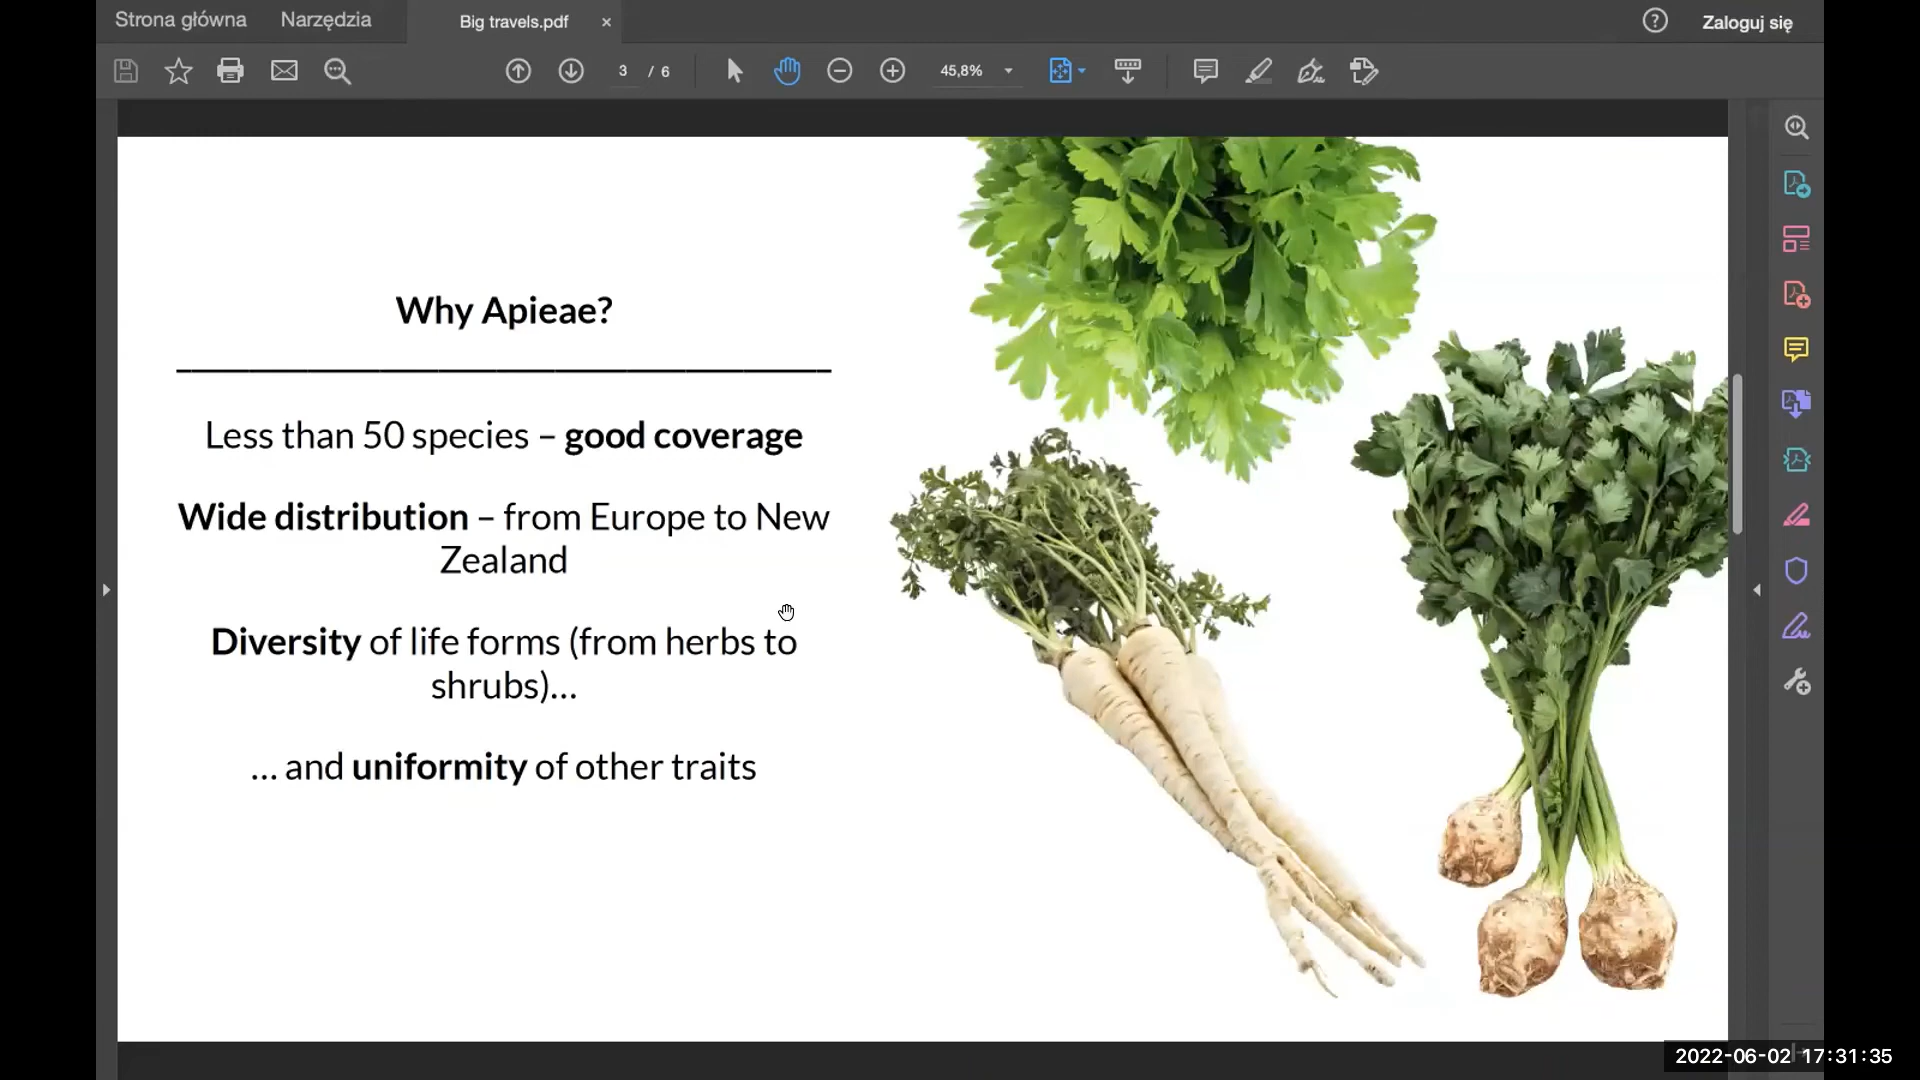 Strona główna Narzędzia Big travels.pdf × ? Zaloguj się
3 / 6 45,8%
Why Apieae?
Less than 50 species – good coverage
Wide distribution – from Europe to New
Zealand
Diversity of life forms (from herbs to
shrubs)...
... and uniformity of other traits
2022-06-02 17:31:35